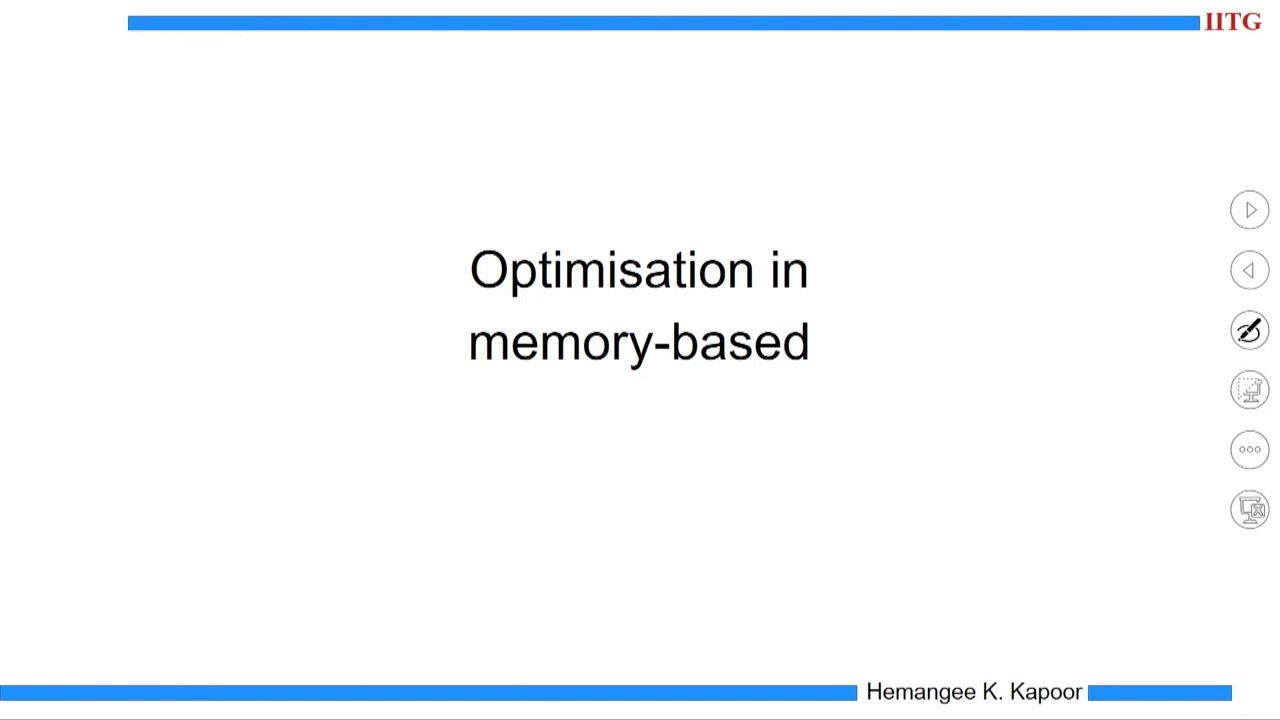 IITG
Optimisation in
memory-based
Hemangee K. Kapoor